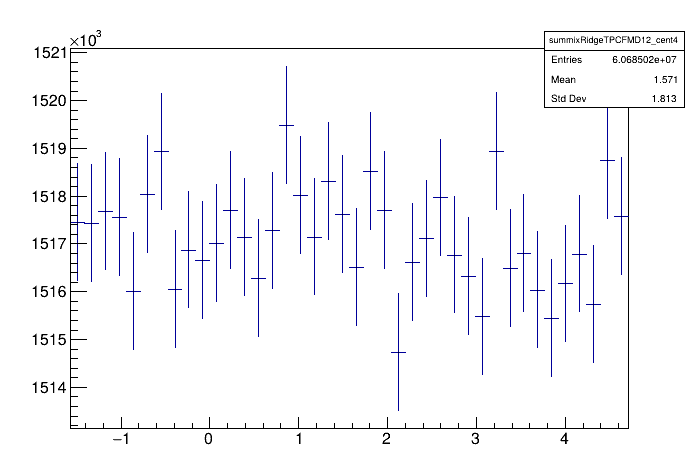 ×10³
summixRidgeTPCFMD12_cent4
Entries 6.068502e+07
Mean 1.571
Std Dev 1.813
1521
1520
1519
1518
1517
1516
1515
1514
−1 0 1 2 3 4